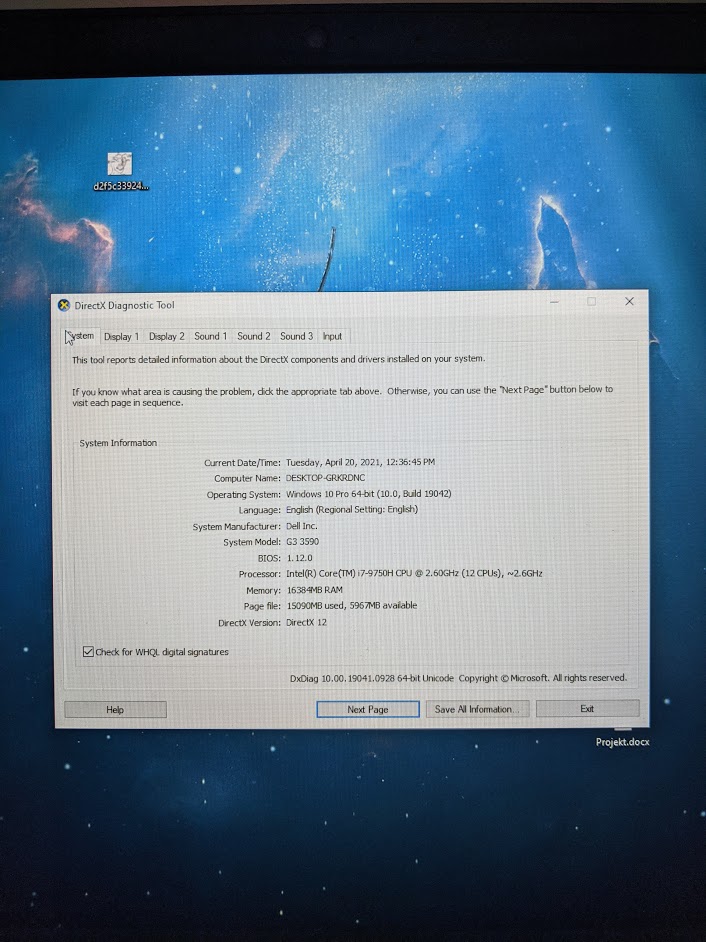 d2f5c33924...
DirectX Diagnostic Tool
System Display 1 Display 2 Sound 1 Sound 2 Sound 3 Input
This tool reports detailed information about the DirectX components and drivers installed on your system.
If you know what area is causing the problem, click the appropriate tab above. Otherwise, you can use the "Next Page" button below to
visit each page in sequence.
System Information
Current Date/Time: Tuesday, April 20, 2021, 12:36:45 PM
Computer Name: DESKTOP-GRKRDNC
Operating System: Windows 10 Pro 64-bit (10.0, Build 19042)
Language: English (Regional Setting: English)
System Manufacturer: Dell Inc.
System Model: G3 3590
BIOS: 1.12.0
Processor: Intel(R) Core(TM) i7-9750H CPU @ 2.60GHz (12 CPUs), ~2.6GHz
Memory: 16384MB RAM
Page file: 15090MB used, 5967MB available
DirectX Version: DirectX 12
Check for WHQL digital signatures
DxDiag 10.00.19041.0928 64-bit Unicode Copyright © Microsoft. All rights reserved.
Help Next Page Save All Information... Exit
Projekt.docx